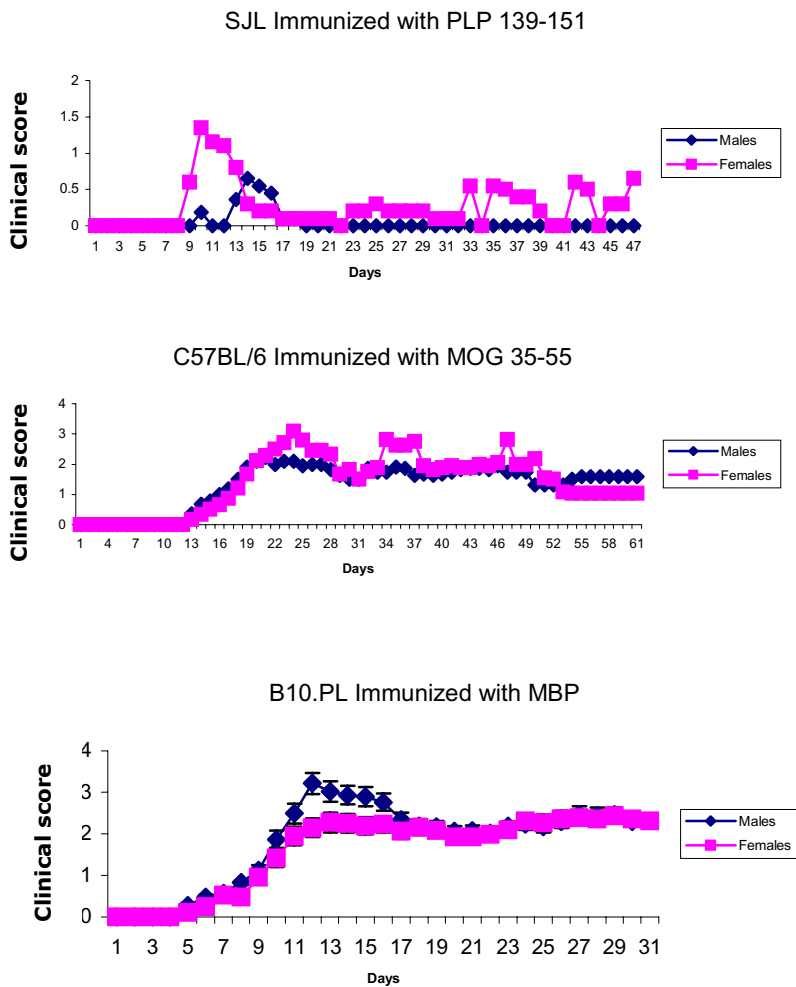 SJL Immunized with PLP 139-151
Clinical score
2
1.5
1
0.5
0
1 3 5 7 9 11 13 15 17 19 21 23 25 27 29 31 33 35 37 39 41 43 45 47
Days
Males
Females
C57BL/6 Immunized with MOG 35-55
Clinical score
4
3
2
1
0
1 4 7 10 13 16 19 22 25 28 31 34 37 40 43 46 49 52 55 58 61
Days
Males
Females
B10.PL Immunized with MBP
Clinical score
4
3
2
1
0
1 3 5 7 9 11 13 15 17 19 21 23 25 27 29 31
Days
Males
Females